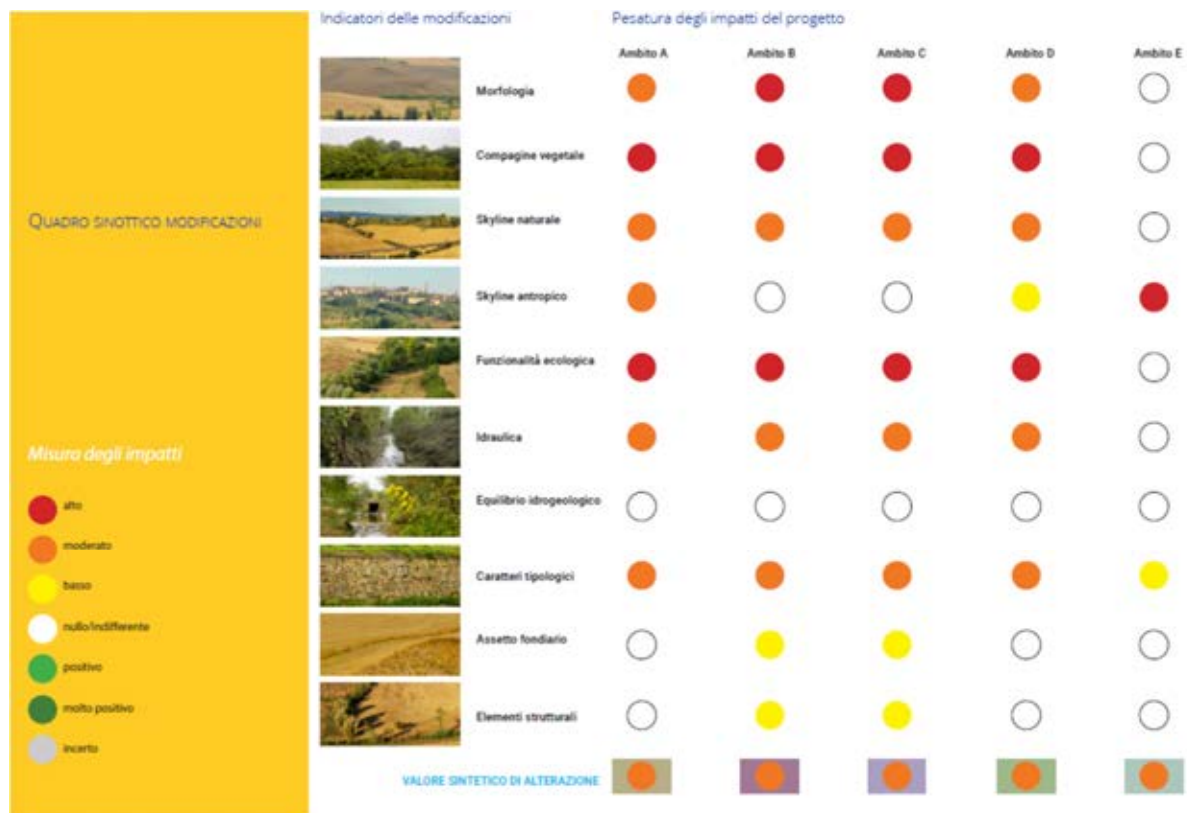 Indicatori delle modificazioni
Pesatura degli impatti del progetto
Ambito A
Ambito B
Ambito C
Ambito D
Ambito E
Morfologia
Compagine vegetale
QUADRO SINOTTICO MODIFICAZIONI
Skyline naturale
Skyline antropico
Funzionalità ecologica
Misura degli impatti
Idraulica
alto
Equilibrio idrogeologico
moderato
basso
Caratteri tipologici
nullo/indifferente
Assetto fondiario
positivo
molto positivo
Elementi strutturali
incerto
VALORE SINTETICO DI ALTERAZIONE